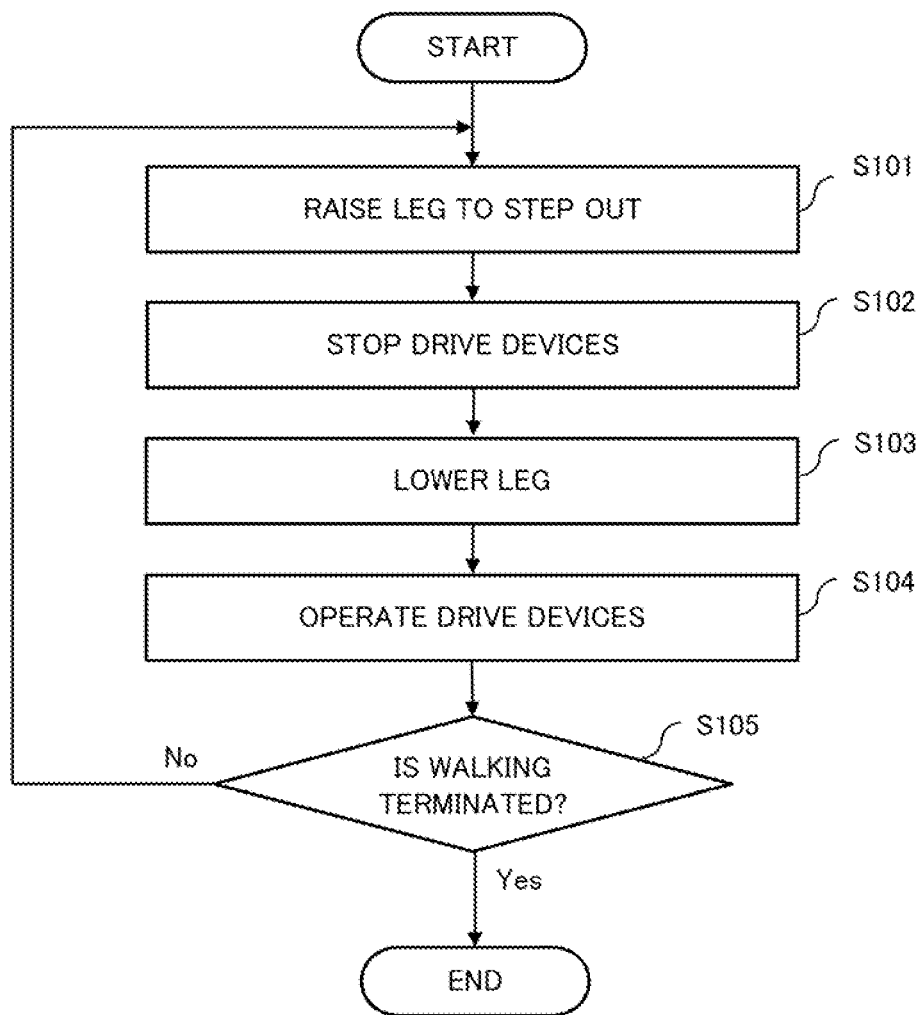 START
S101
RAISE LEG TO STEP OUT
S102
STOP DRIVE DEVICES
S103
LOWER LEG
S104
OPERATE DRIVE DEVICES
S105
No
IS WALKING
TERMINATED?
Yes
END